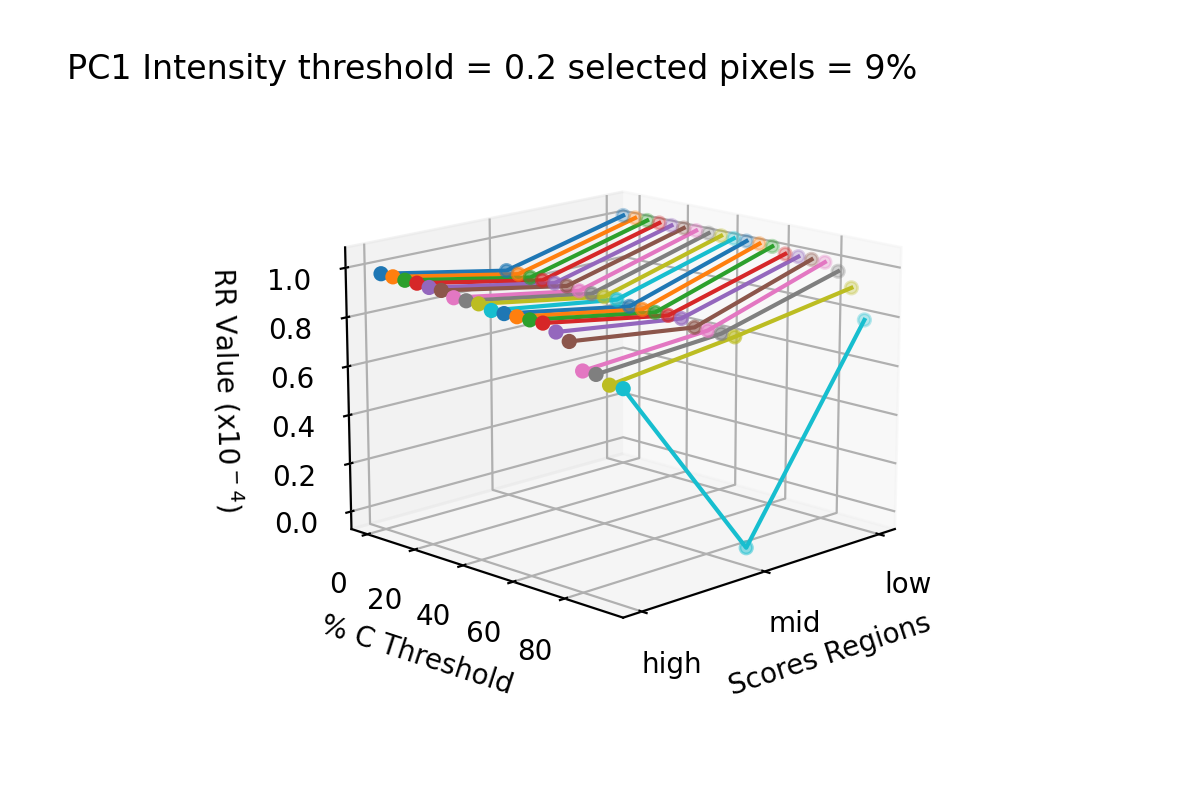 PC1 Intensity threshold = 0.2 selected pixels = 9%
RR Value (x10⁻⁴)
1.0
0.8
0.6
0.4
0.2
0.0
0
20
40
60
80
% C Threshold
high
mid
low
Scores Regions